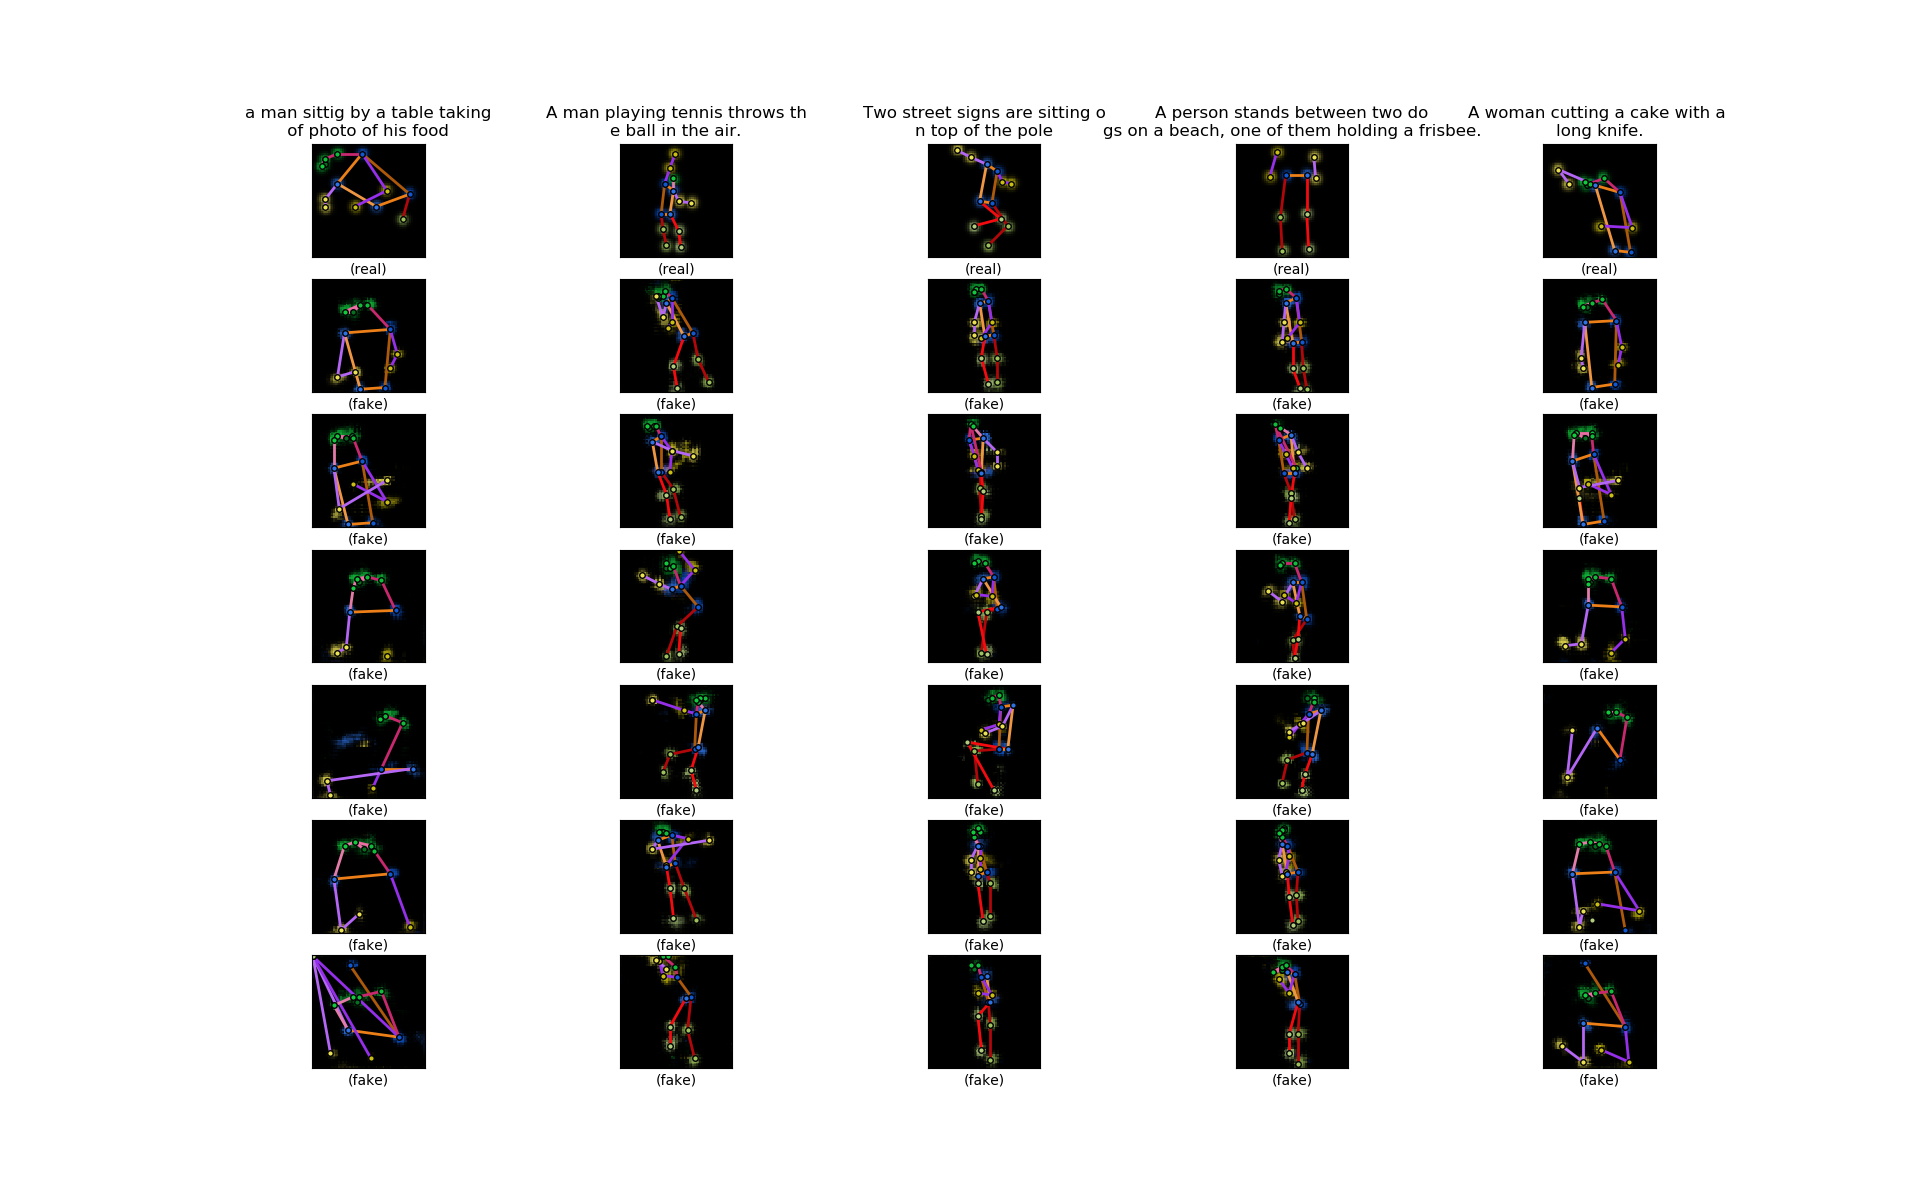 a man sittig by a table taking
of photo of his food
A man playing tennis throws th
e ball in the air.
Two street signs are sitting o
n top of the pole
A person stands between two do
gs on a beach, one of them holding a frisbee.
A woman cutting a cake with a
long knife.
(real) (real) (real) (real) (real)
(fake) (fake) (fake) (fake) (fake)
(fake) (fake) (fake) (fake) (fake)
(fake) (fake) (fake) (fake) (fake)
(fake) (fake) (fake) (fake) (fake)
(fake) (fake) (fake) (fake) (fake)
(fake) (fake) (fake) (fake) (fake)